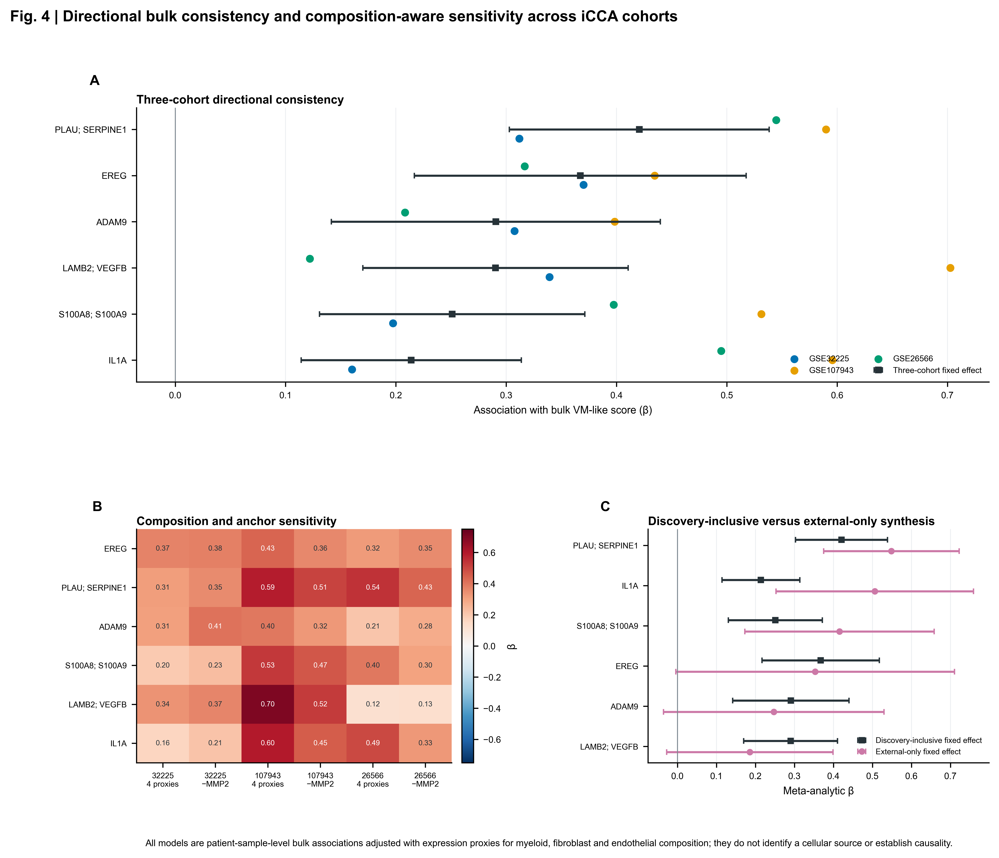 Fig. 4 | Directional bulk consistency and composition-aware sensitivity across iCCA cohorts
A
Three-cohort directional consistency
PLAU; SERPINE1
EREG
ADAM9
LAMB2; VEGFB
S100A8; S100A9
IL1A
GSE32225
GSE107943
GSE26566
Three-cohort fixed effect
0.0 0.1 0.2 0.3 0.4 0.5 0.6 0.7
Association with bulk VM-like score (β)
B
Composition and anchor sensitivity
EREG 0.37 0.38 0.43 0.36 0.32 0.35
PLAU; SERPINE1 0.31 0.35 0.59 0.51 0.54 0.43
ADAM9 0.31 0.41 0.40 0.32 0.21 0.28
S100A8; S100A9 0.20 0.23 0.53 0.47 0.40 0.30
LAMB2; VEGFB 0.34 0.37 0.70 0.52 0.12 0.13
IL1A 0.16 0.21 0.60 0.45 0.49 0.33
32225 32225 107943 107943 26566 26566
4 proxies −MMP2 4 proxies −MMP2 4 proxies −MMP2
0.6
0.4
0.2
0.0
−0.2
−0.4
−0.6
β
C
Discovery-inclusive versus external-only synthesis
PLAU; SERPINE1
IL1A
S100A8; S100A9
EREG
ADAM9
LAMB2; VEGFB
Discovery-inclusive fixed effect
External-only fixed effect
0.0 0.1 0.2 0.3 0.4 0.5 0.6 0.7
Meta-analytic β
All models are patient-sample-level bulk associations adjusted with expression proxies for myeloid, fibroblast and endothelial composition; they do not identify a cellular source or establish causality.